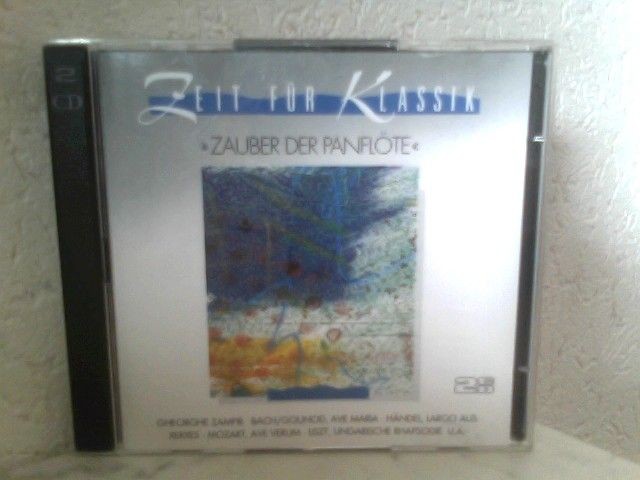 2
CD
ZEIT FÜR KLASSIK
»ZAUBER DER PANFLÖTE«
2CD
GHEORGHE ZAMFIR · BACH/GOUNOD, AVE MARIA · HÄNDEL, LARGO AUS
XERXES · MOZART, AVE VERUM · LISZT, UNGARISCHE RHAPSODIE U.A.